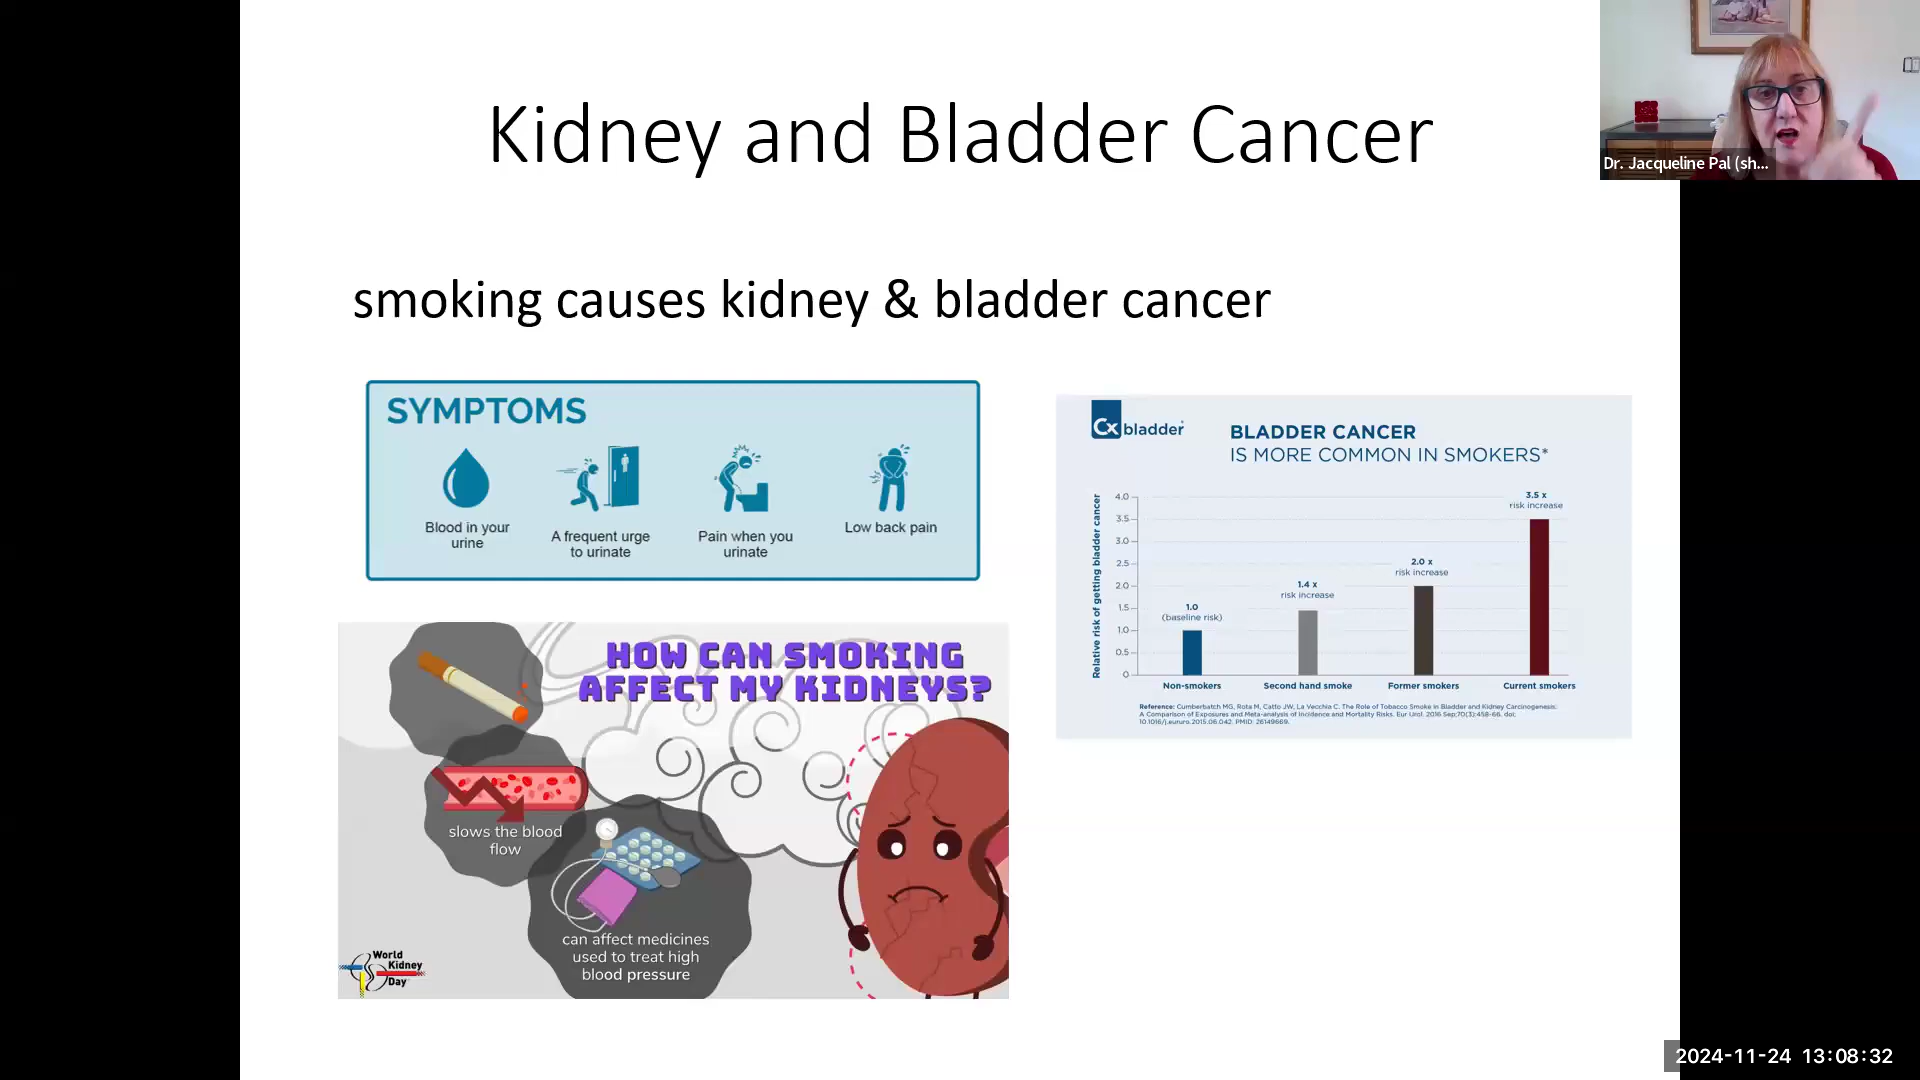 Kidney and Bladder Cancer
Dr. Jacqueline Pal (sh...
smoking causes kidney & bladder cancer
SYMPTOMS
Blood in your
urine
A frequent urge
to urinate
Pain when you
urinate
Low back pain
Cx bladder
BLADDER CANCER
IS MORE COMMON IN SMOKERS*
Relative risk of getting bladder cancer
4.0
3.5
3.0
2.5
2.0
1.5
1.0
0.5
0
1.0
(baseline risk)
1.4 x
risk increase
2.0 x
risk increase
3.5 x
risk increase
Non-smokers
Second hand smoke
Former smokers
Current smokers
Reference: Cumberbatch MG, Rota M, Catto JW, La Vecchia C. The Role of Tobacco Smoke in Bladder and Kidney Carcinogenesis:
A Comparison of Exposures and Meta-analysis of Incidence and Mortality Risks. Eur Urol. 2016 Sep;70(3):458-66. doi:
10.1016/j.eururo.2015.06.042. PMID: 26149669.
HOW CAN SMOKING
AFFECT MY KIDNEYS?
slows the blood
flow
can affect medicines
used to treat high
blood pressure
World
Kidney
Day
2024-11-24 13:08:32